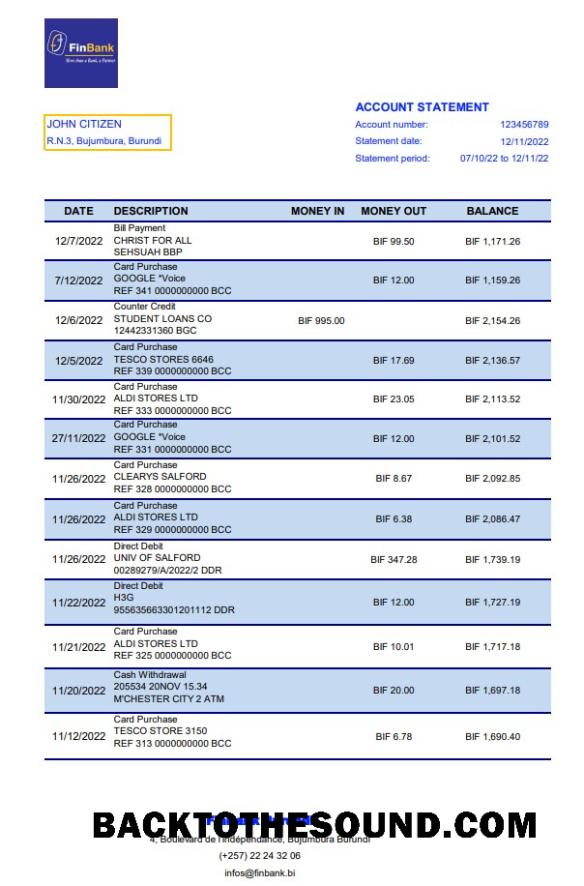 FinBank
More than a Bank, a Partner
ACCOUNT STATEMENT
JOHN CITIZEN
Account number: 123456789
R.N.3, Bujumbura, Burundi
Statement date: 12/11/2022
Statement period: 07/10/22 to 12/11/22
DATE DESCRIPTION MONEY IN MONEY OUT BALANCE
Bill Payment
12/7/2022 CHRIST FOR ALL BIF 99.50 BIF 1,171.26
SEHSUAH BBP
Card Purchase
7/12/2022 GOOGLE "Voice BIF 12.00 BIF 1,159.26
REF 341 0000000000 BCC
Counter Credit
12/6/2022 STUDENT LOANS CO BIF 995.00 BIF 2,154.26
12442331360 BGC
Card Purchase
12/5/2022 TESCO STORES 6646 BIF 17.69 BIF 2,136.57
REF 339 0000000000 BCC
Card Purchase
11/30/2022 ALDI STORES LTD BIF 23.05 BIF 2,113.52
REF 333 0000000000 BCC
Card Purchase
27/11/2022 GOOGLE "Voice BIF 12.00 BIF 2,101.52
REF 331 0000000000 BCC
Card Purchase
11/26/2022 CLEARYS SALFORD BIF 8.67 BIF 2,092.85
REF 328 0000000000 BCC
Card Purchase
11/26/2022 ALDI STORES LTD BIF 6.38 BIF 2,086.47
REF 329 0000000000 BCC
Direct Debit
11/26/2022 UNIV OF SALFORD BIF 347.28 BIF 1,739.19
00289279/A/2022/2 DDR
Direct Debit
11/22/2022 H3G BIF 12.00 BIF 1,727.19
955635663301201112 DDR
Card Purchase
11/21/2022 ALDI STORES LTD BIF 10.01 BIF 1,717.18
REF 325 0000000000 BCC
Cash Withdrawal
11/20/2022 205534 20NOV 15.34 BIF 20.00 BIF 1,697.18
M'CHESTER CITY 2 ATM
Card Purchase
11/12/2022 TESCO STORE 3150 BIF 6.78 BIF 1,690.40
REF 313 0000000000 BCC
BACKTOTHESOUND.COM
4, Boulevard de l'Indépendance, Bujumbura Burundi
(+257) 22 24 32 06
infos@finbank.bi